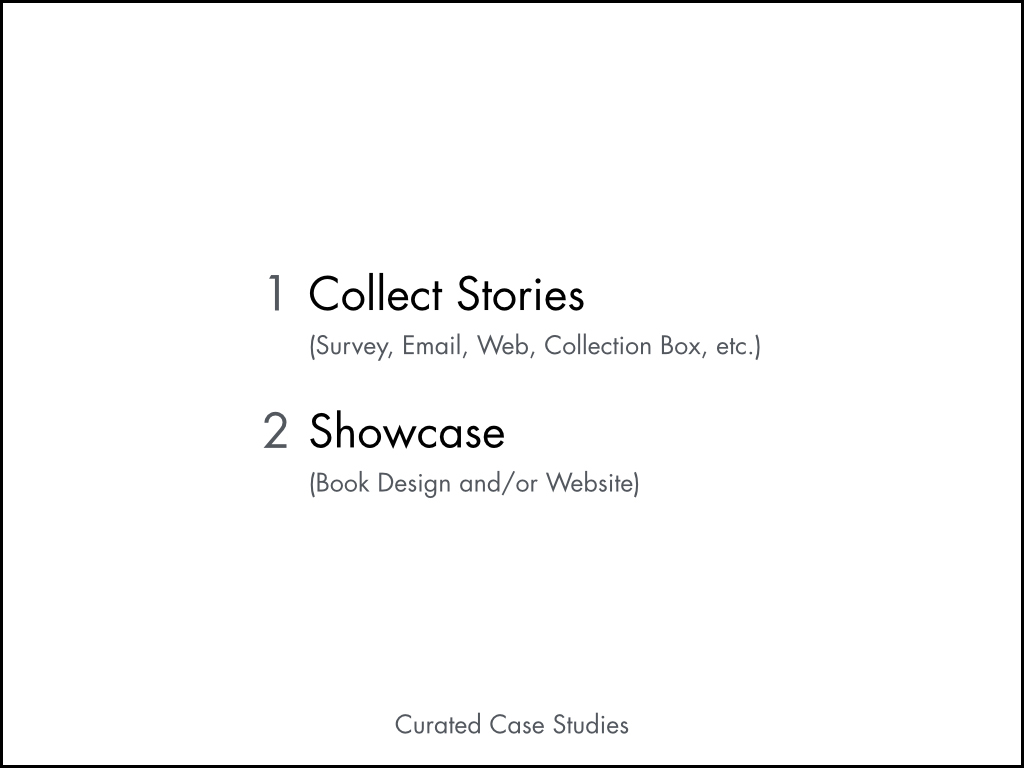 1 Collect Stories
(Survey, Email, Web, Collection Box, etc.)
2 Showcase
(Book Design and/or Website)
Curated Case Studies